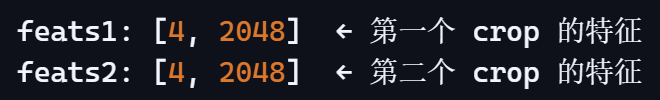 feats1: [4, 2048]  ← 第一个 crop 的特征
feats2: [4, 2048]  ← 第二个 crop 的特征